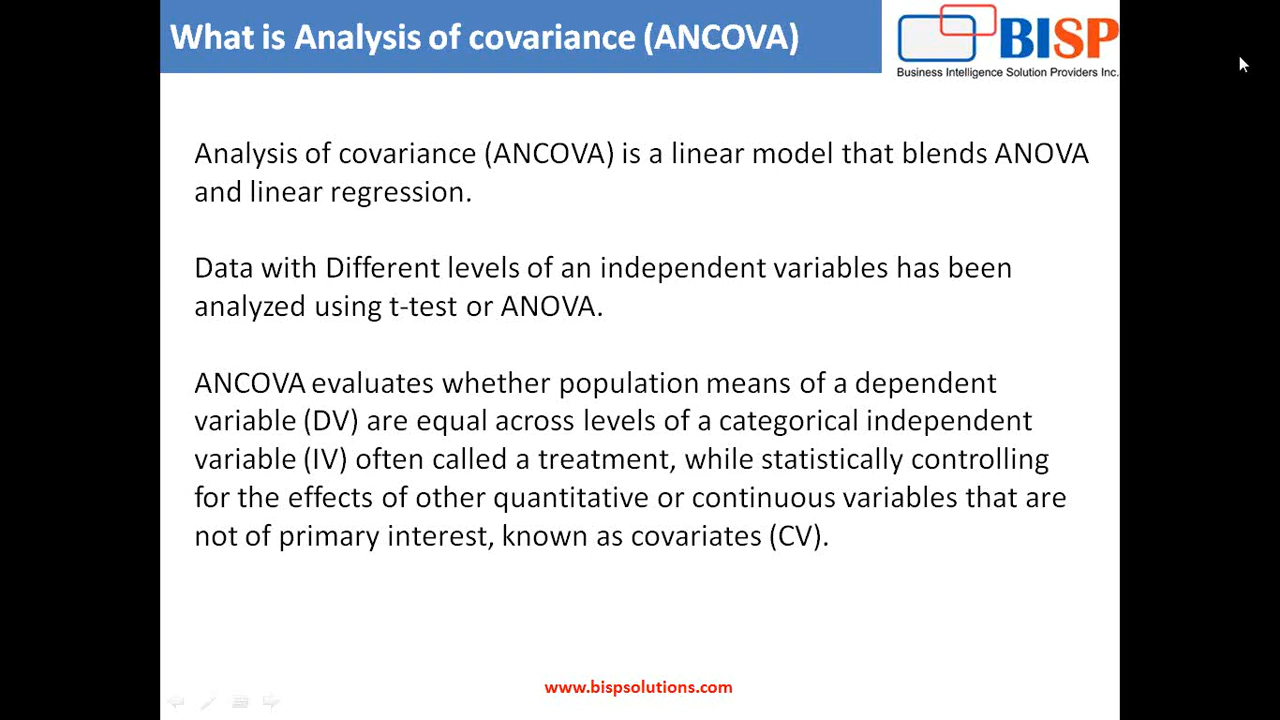 What is Analysis of covariance (ANCOVA)
BISP
Business Intelligence Solution Providers Inc.
Analysis of covariance (ANCOVA) is a linear model that blends ANOVA
and linear regression.
Data with Different levels of an independent variables has been
analyzed using t-test or ANOVA.
ANCOVA evaluates whether population means of a dependent
variable (DV) are equal across levels of a categorical independent
variable (IV) often called a treatment, while statistically controlling
for the effects of other quantitative or continuous variables that are
not of primary interest, known as covariates (CV).
www.bispsolutions.com